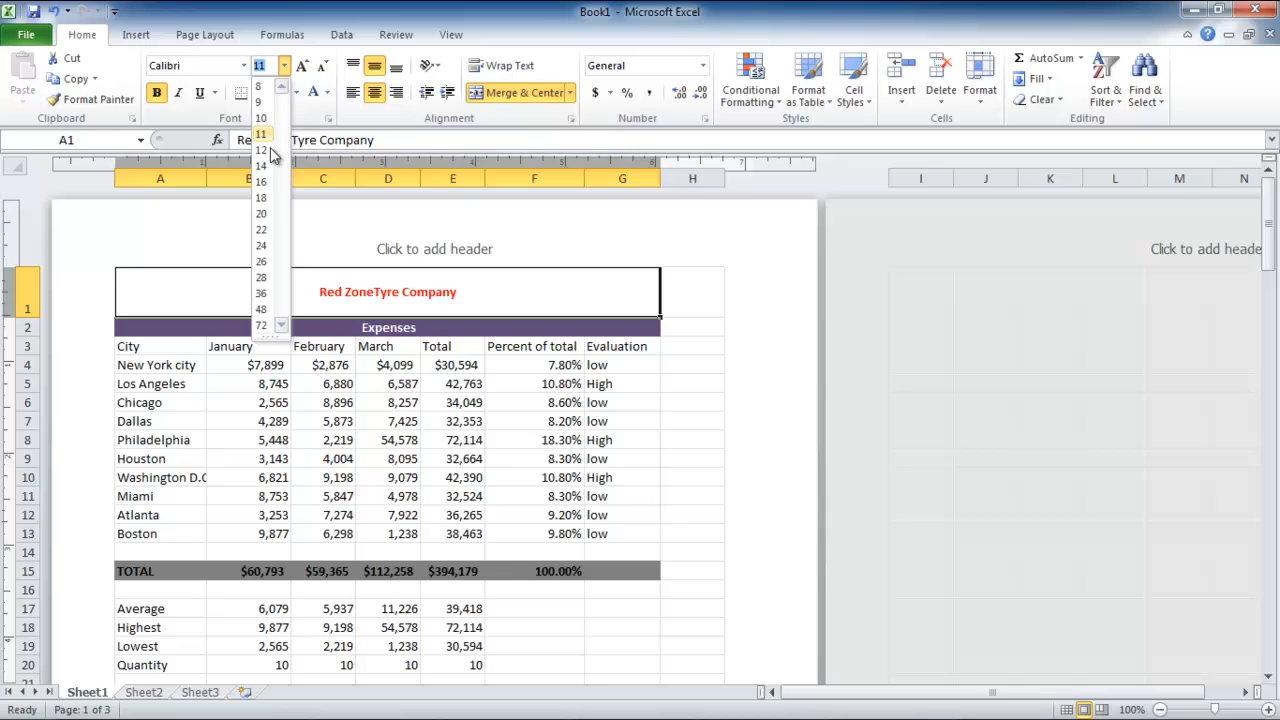 Book1 - Microsoft Excel
File Home Insert Page Layout Formulas Data Review View
Paste
Cut
Copy
Format Painter
Clipboard
Calibri 11
B I U
Font
Wrap Text
Merge & Center
Alignment
General
$ % ,
Number
Conditional Formatting
Format as Table
Cell Styles
Styles
Insert Delete Format
Cells
AutoSum
Fill
Clear
Sort & Filter
Find & Select
Editing
A1 fx Re Tyre Company
8
9
10
11
12
14
16
18
20
22
24
26
28
36
48
72
A B C D E F G H I J K L M N
Click to add header
Click to add heade
1 Red ZoneTyre Company
2 Expenses
3 City January February March Total Percent of total Evaluation
4 New York city $7,899 $2,876 $4,099 $30,594 7.80% low
5 Los Angeles 8,745 6,880 6,587 42,763 10.80% High
6 Chicago 2,565 8,896 8,257 34,049 8.60% low
7 Dallas 4,289 5,873 7,425 32,353 8.20% low
8 Philadelphia 5,448 2,219 54,578 72,114 18.30% High
9 Houston 3,143 4,004 8,095 32,664 8.30% low
10 Washington D.C 6,821 9,198 9,079 42,390 10.80% High
11 Miami 8,753 5,847 4,978 32,524 8.30% low
12 Atlanta 3,253 7,274 7,922 36,265 9.20% low
13 Boston 9,877 6,298 1,238 38,463 9.80% low
14
15 TOTAL $60,793 $59,365 $112,258 $394,179 100.00%
16
17 Average 6,079 5,937 11,226 39,418
18 Highest 9,877 9,198 54,578 72,114
19 Lowest 2,565 2,219 1,238 30,594
20 Quantity 10 10 10 10
Sheet1 Sheet2 Sheet3
Ready Page: 1 of 3 100%